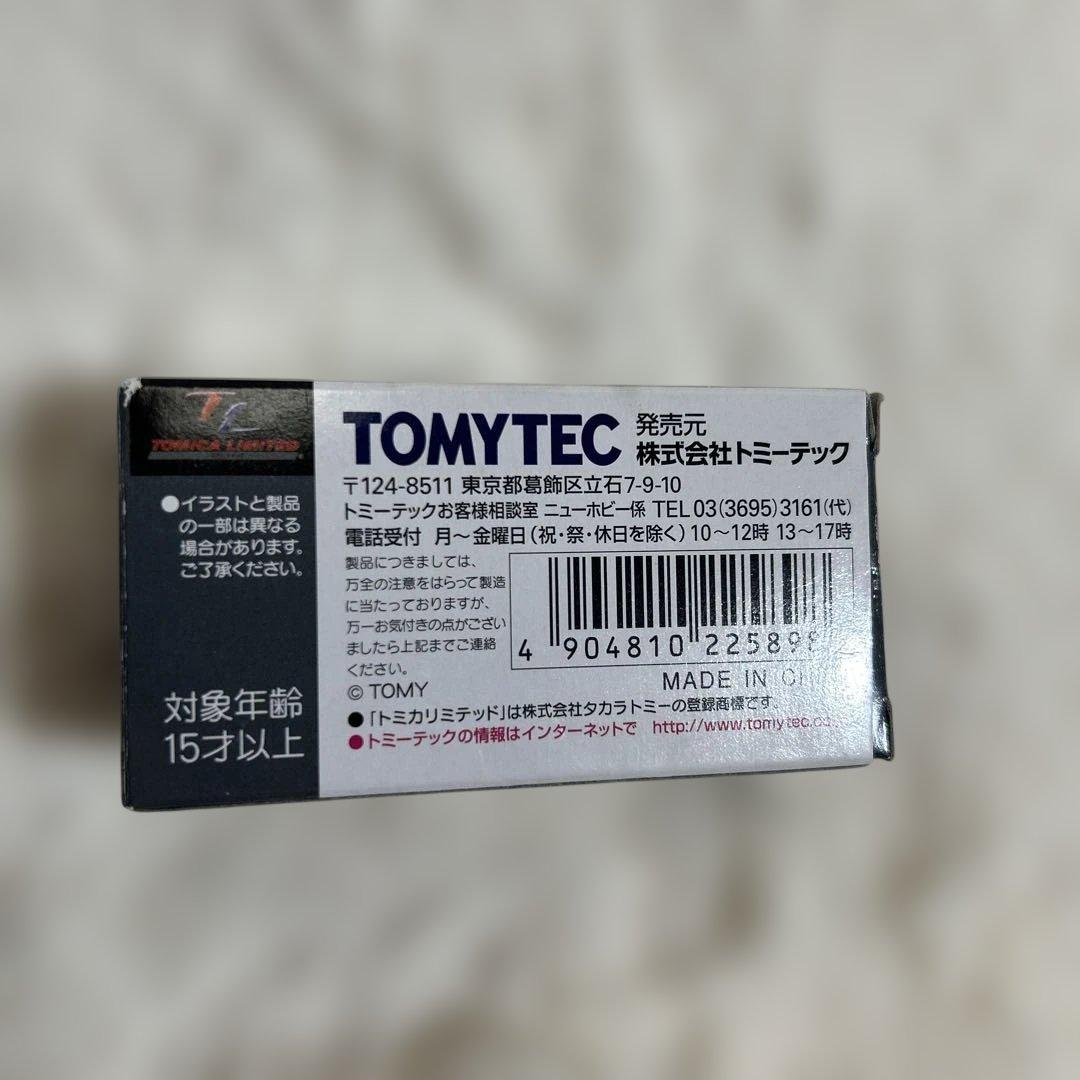 TL
TOMICA LIMITED
●イラストと製品
の一部は異なる
場合があります。
ご了承ください。
対象年齢
15才以上
TOMYTEC 発売元
株式会社トミーテック
〒124-8511 東京都葛飾区立石7-9-10
トミーテックお客様相談室 ニューホビー係 TEL 03(3695)3161(代)
電話受付 月〜金曜日(祝・祭・休日を除く)10〜12時 13〜17時
製品につきましては、
万全の注意をはらって製造
に当たっておりますが、
万一お気付きの点がござい
ましたら上記までご連絡
ください。
© TOMY
4 904810 22589
MADE IN
●「トミカリミテッド」は株式会社タカラトミーの登録商標です。
●トミーテックの情報はインターネットで http://www.tomytec.co